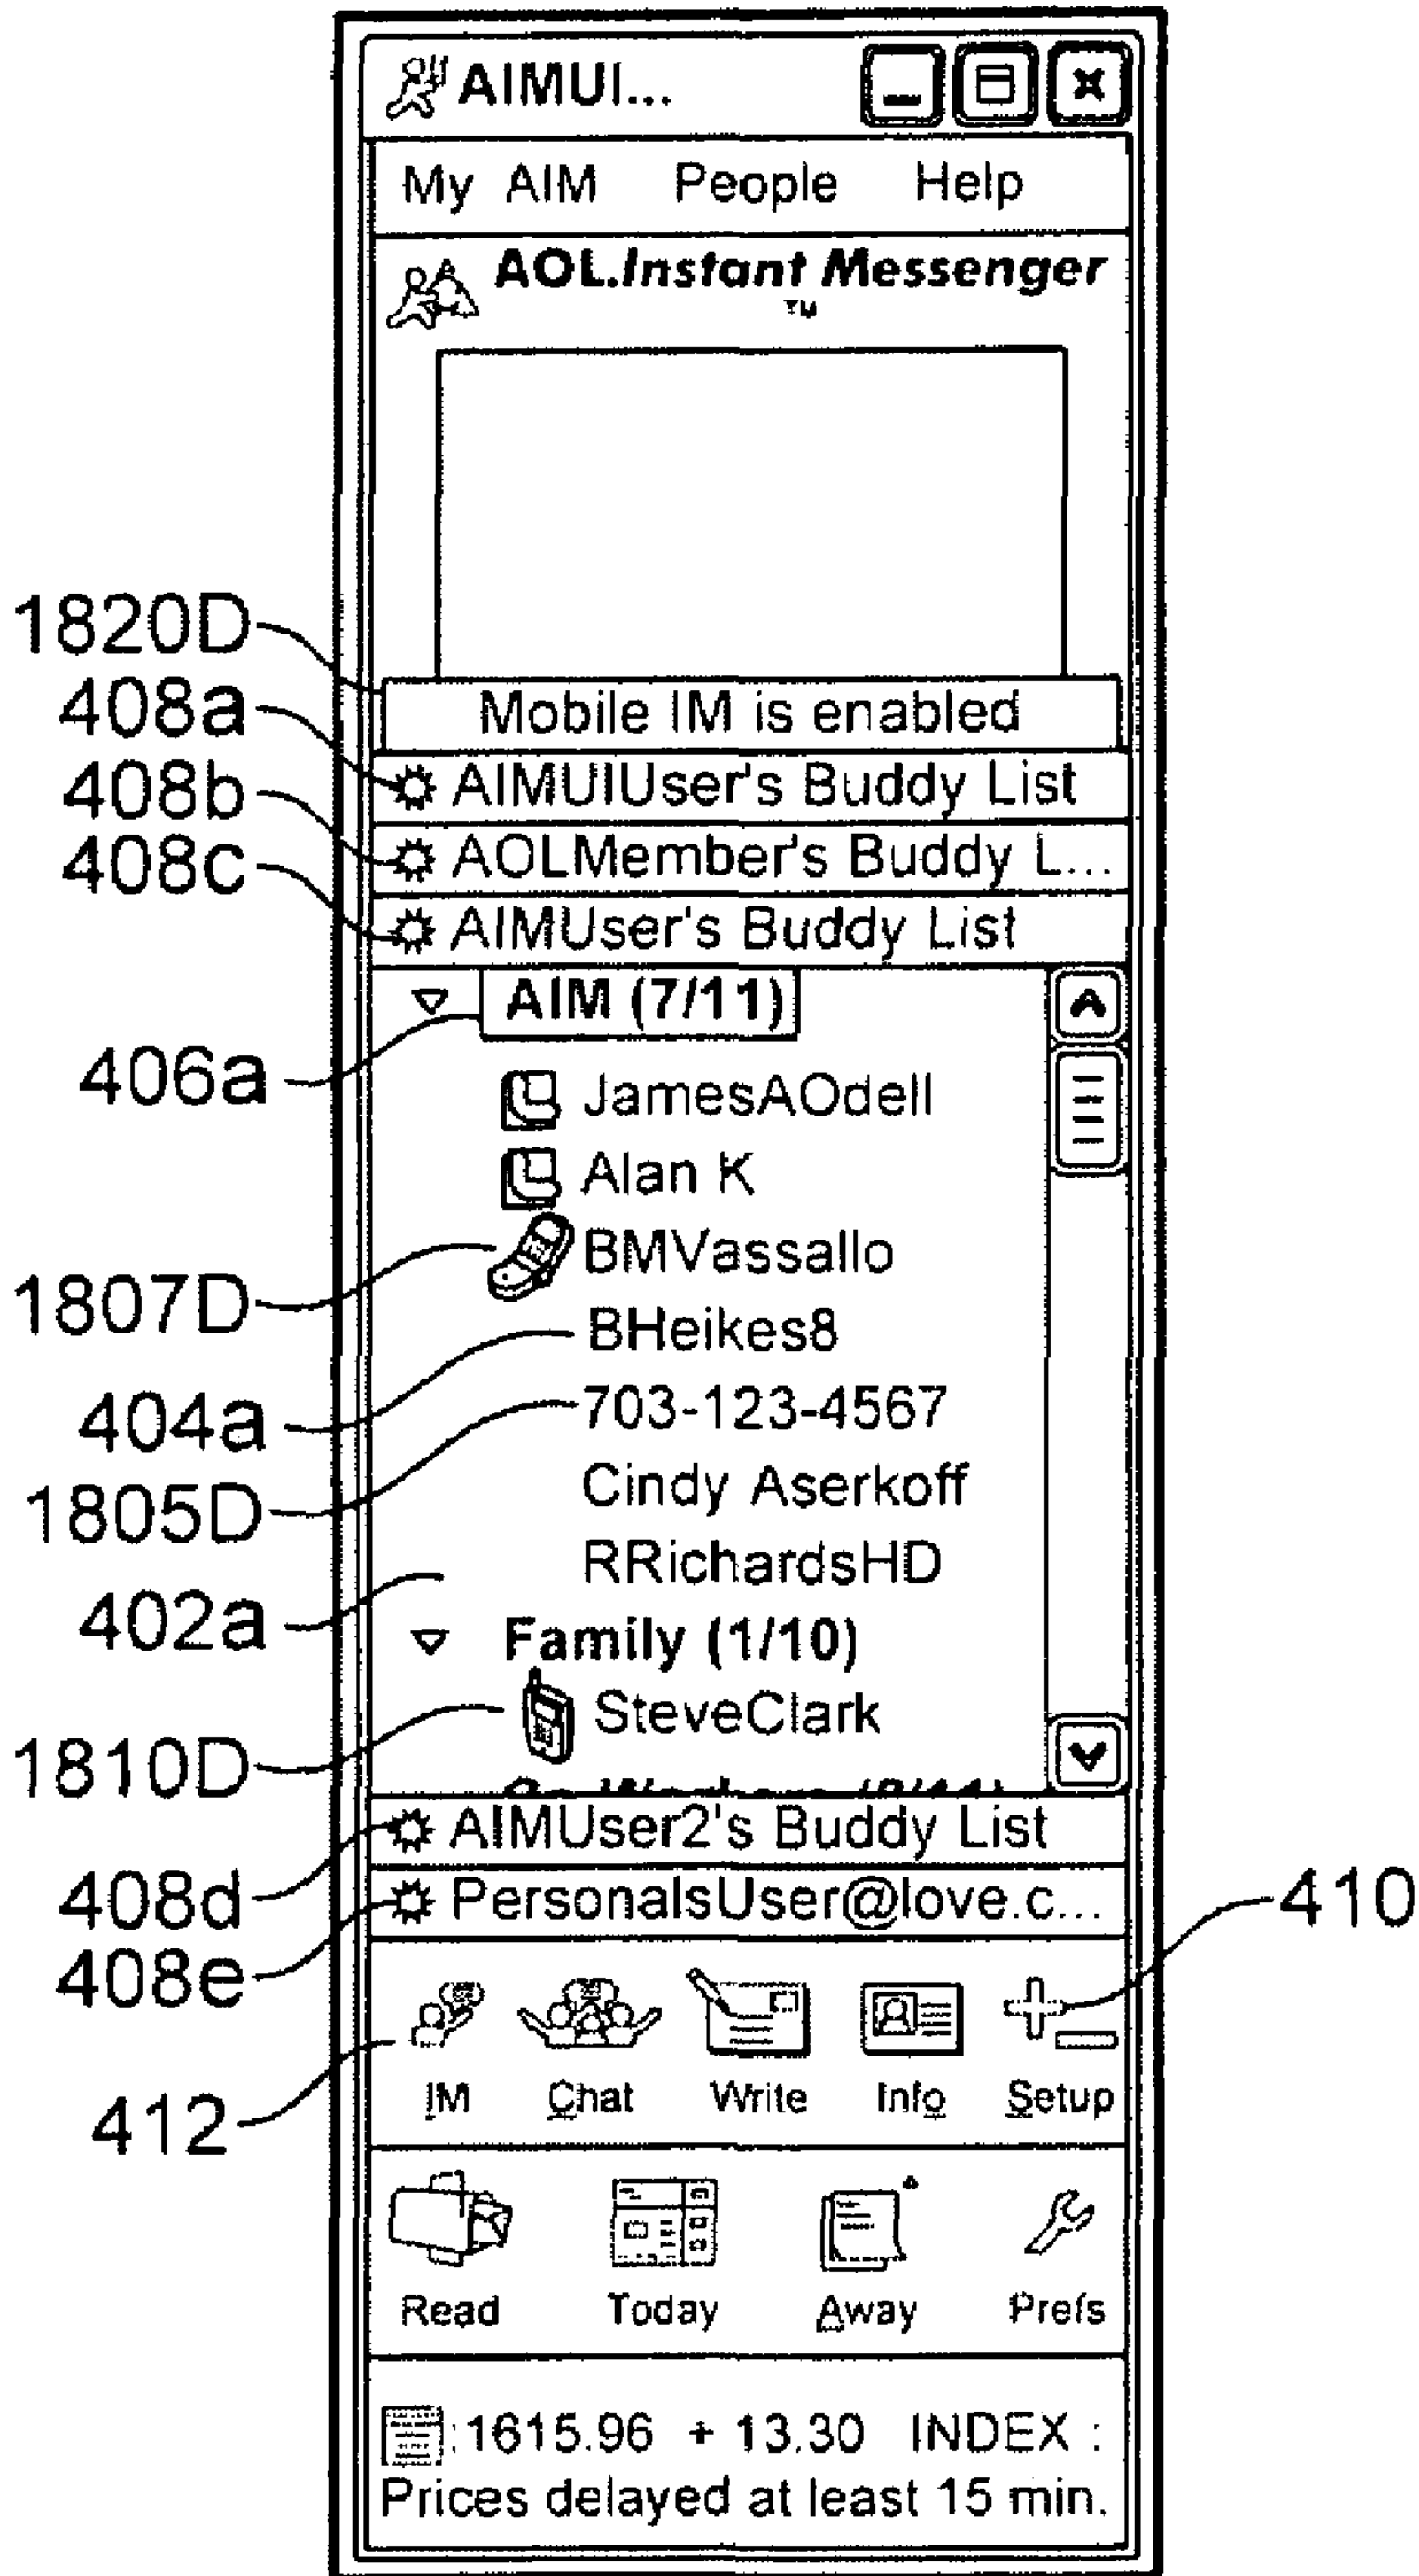 AIMUI...
My AIM People Help
AOL.Instant Messenger
TM
1820D
Mobile IM is enabled
408a
AIMUIUser's Buddy List
408b
AOLMember's Buddy L...
408c
AIMUser's Buddy List
AIM (7/11)
406a
JamesAOdell
Alan K
BMVassallo
1807D
BHeikes8
404a
703-123-4567
1805D
Cindy Aserkoff
RRichardsHD
402a
Family (1/10)
SteveClark
1810D
AIMUser2's Buddy List
408d
PersonalsUser@love.c...
408e
410
IM Chat Write Info Setup
412
Read Today Away Prefs
:1615.96 + 13.30 INDEX :
Prices delayed at least 15 min.